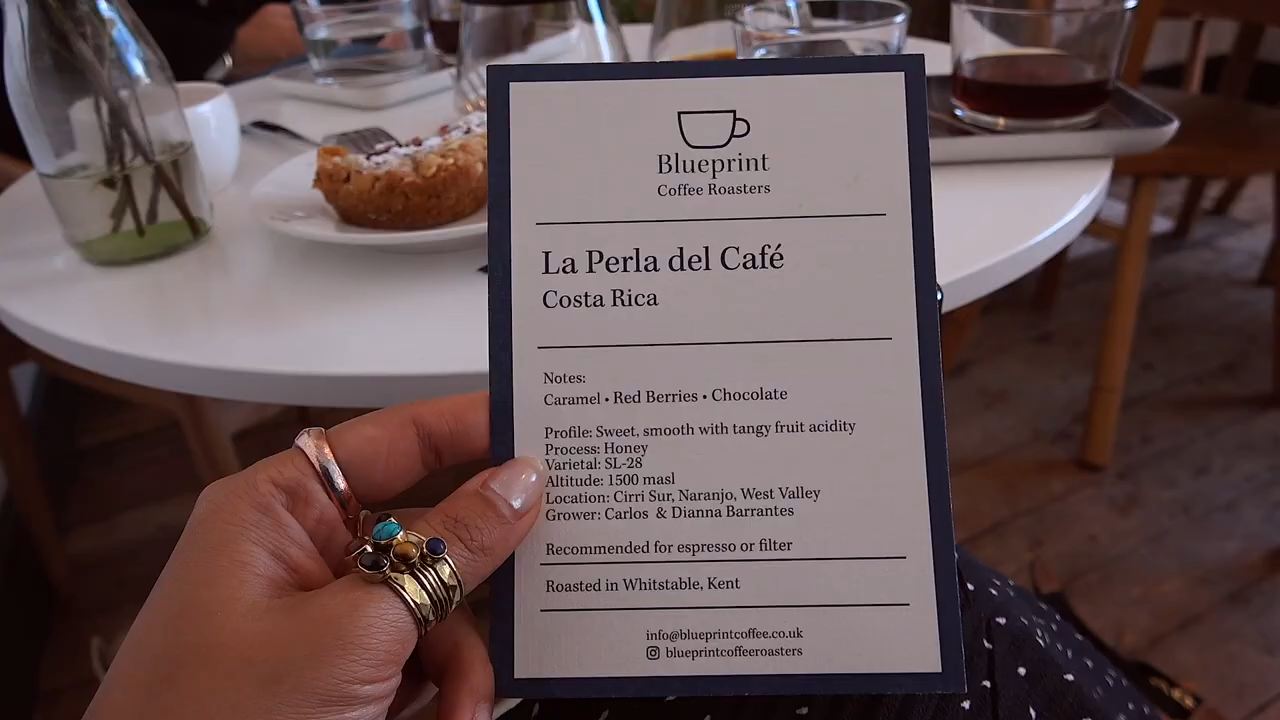 Blueprint
Coffee Roasters
La Perla del Café
Costa Rica
Notes:
Caramel • Red Berries • Chocolate
Profile: Sweet, smooth with tangy fruit acidity
Process: Honey
Varietal: SL-28
Altitude: 1500 masl
Location: Cirri Sur, Naranjo, West Valley
Grower: Carlos & Dianna Barrantes
Recommended for espresso or filter
Roasted in Whitstable, Kent
info@blueprintcoffee.co.uk
blueprintcoffeeroasters